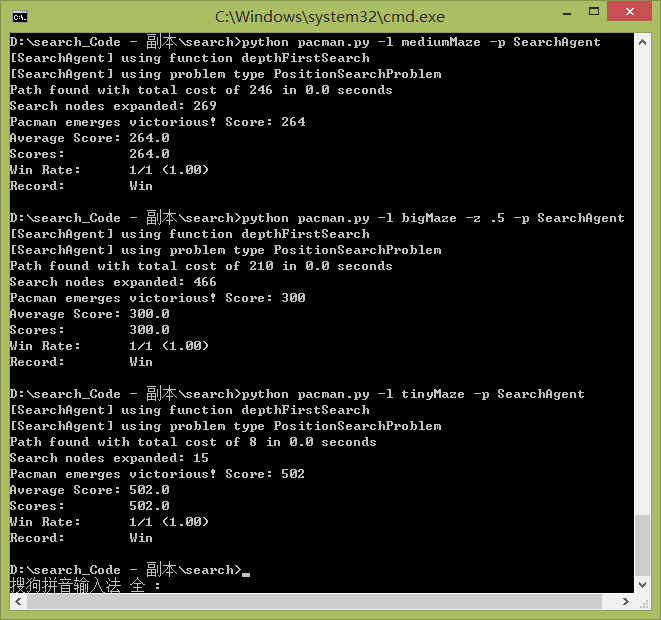 C:\Windows\system32\cmd.exe
D:\search_Code - 副本\search>python pacman.py -l mediumMaze -p SearchAgent
[SearchAgent] using function depthFirstSearch
[SearchAgent] using problem type PositionSearchProblem
Path found with total cost of 246 in 0.0 seconds
Search nodes expanded: 269
Pacman emerges victorious! Score: 264
Average Score: 264.0
Scores:        264.0
Win Rate:      1/1 (1.00)
Record:        Win
D:\search_Code - 副本\search>python pacman.py -l bigMaze -z .5 -p SearchAgent
[SearchAgent] using function depthFirstSearch
[SearchAgent] using problem type PositionSearchProblem
Path found with total cost of 210 in 0.0 seconds
Search nodes expanded: 466
Pacman emerges victorious! Score: 300
Average Score: 300.0
Scores:        300.0
Win Rate:      1/1 (1.00)
Record:        Win
D:\search_Code - 副本\search>python pacman.py -l tinyMaze -p SearchAgent
[SearchAgent] using function depthFirstSearch
[SearchAgent] using problem type PositionSearchProblem
Path found with total cost of 8 in 0.0 seconds
Search nodes expanded: 15
Pacman emerges victorious! Score: 502
Average Score: 502.0
Scores:        502.0
Win Rate:      1/1 (1.00)
Record:        Win
D:\search_Code - 副本\search>
搜狗拼音输入法 全 :